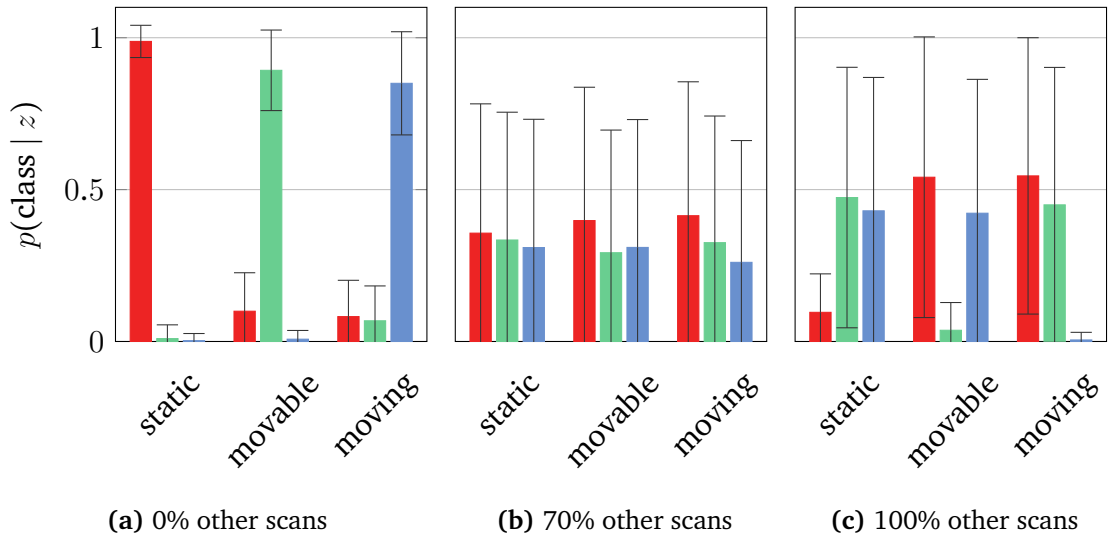 p(class | z)
1
0.5
0
static
movable
moving
static
movable
moving
static
movable
moving
(a) 0% other scans
(b) 70% other scans
(c) 100% other scans